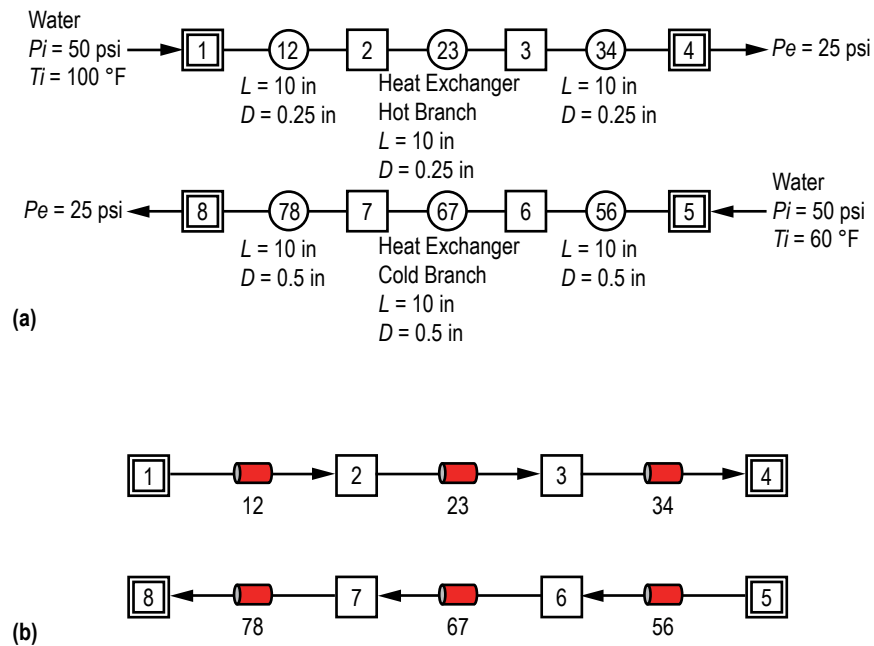 Water
Pi = 50 psi
Ti = 100 °F
1 12 2 23 3 34 4
Pe = 25 psi
L = 10 in
D = 0.25 in
Heat Exchanger
Hot Branch
L = 10 in
D = 0.25 in
L = 10 in
D = 0.25 in
Pe = 25 psi
8 78 7 67 6 56 5
Water
Pi = 50 psi
Ti = 60 °F
L = 10 in
D = 0.5 in
Heat Exchanger
Cold Branch
L = 10 in
D = 0.5 in
L = 10 in
D = 0.5 in
(a)
1 2 3 4
12 23 34
8 7 6 5
78 67 56
(b)